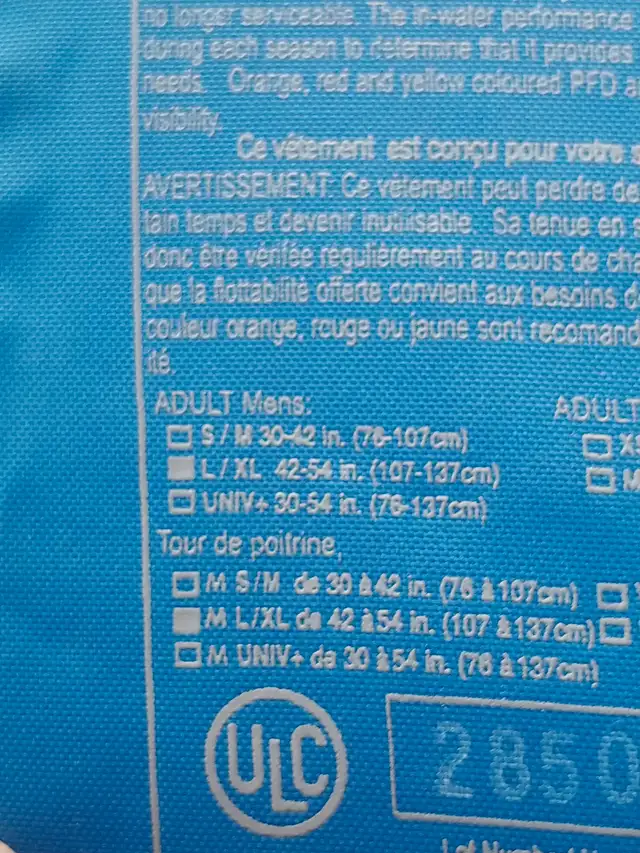 no longer serviceable. The in-water performance
during each season to determine that it provides
needs. Orange, red and yellow coloured PFD a
visibility.
Ce vêtement est conçu pour votre s
AVERTISSEMENT: Ce vêtement peut perdre de
tain temps et devenir inutilisable. Sa tenue en
donc être vérifée regulièrement au cours de cha
que la flottabilité offerte convient aux besoins d
couleur orange, rouge ou jaune sont recomand
ité.
ADULT Mens:
ADULT
S/M 30-42 in. (76-107cm)
L/XL 42-54 in. (107-137cm)
UNIV+ 30-54 in. (76-137cm)
Tour de poitrine,
M S/M de 30 à 42 in. (76 à 107cm)
M L/XL de 42 à 54 in. (107 à 137cm)
M UNIV+ de 30 à 54 in. (76 à 137cm)
ULC
2850
Lot Number